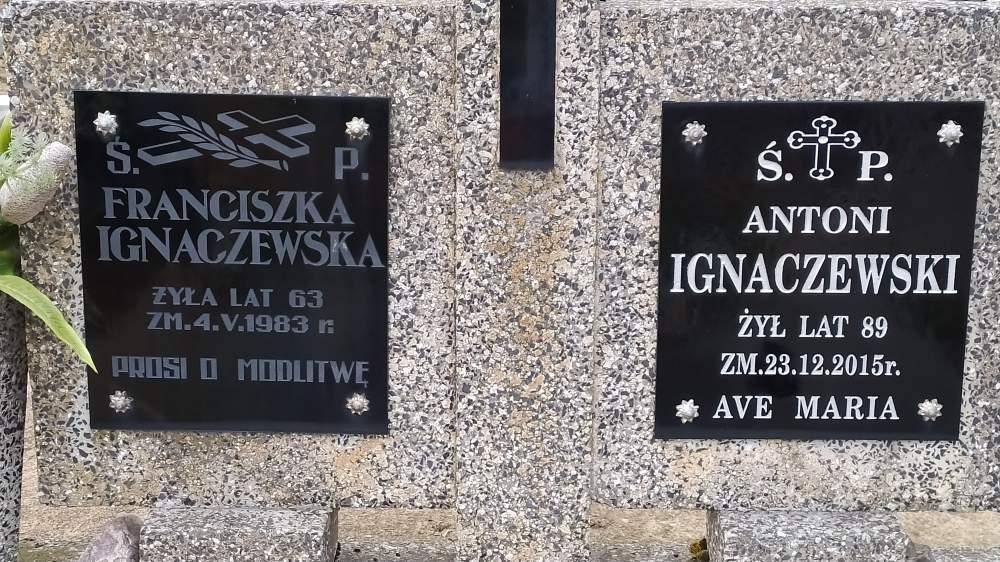 Ś. P.
FRANCISZKA
IGNACZEWSKA
ŻYŁA LAT 63
ZM.4.V.1983 r.
PROSI O MODLITWĘ
Ś. P.
ANTONI
IGNACZEWSKI
ŻYŁ LAT 89
ZM.23.12.2015r.
AVE MARIA